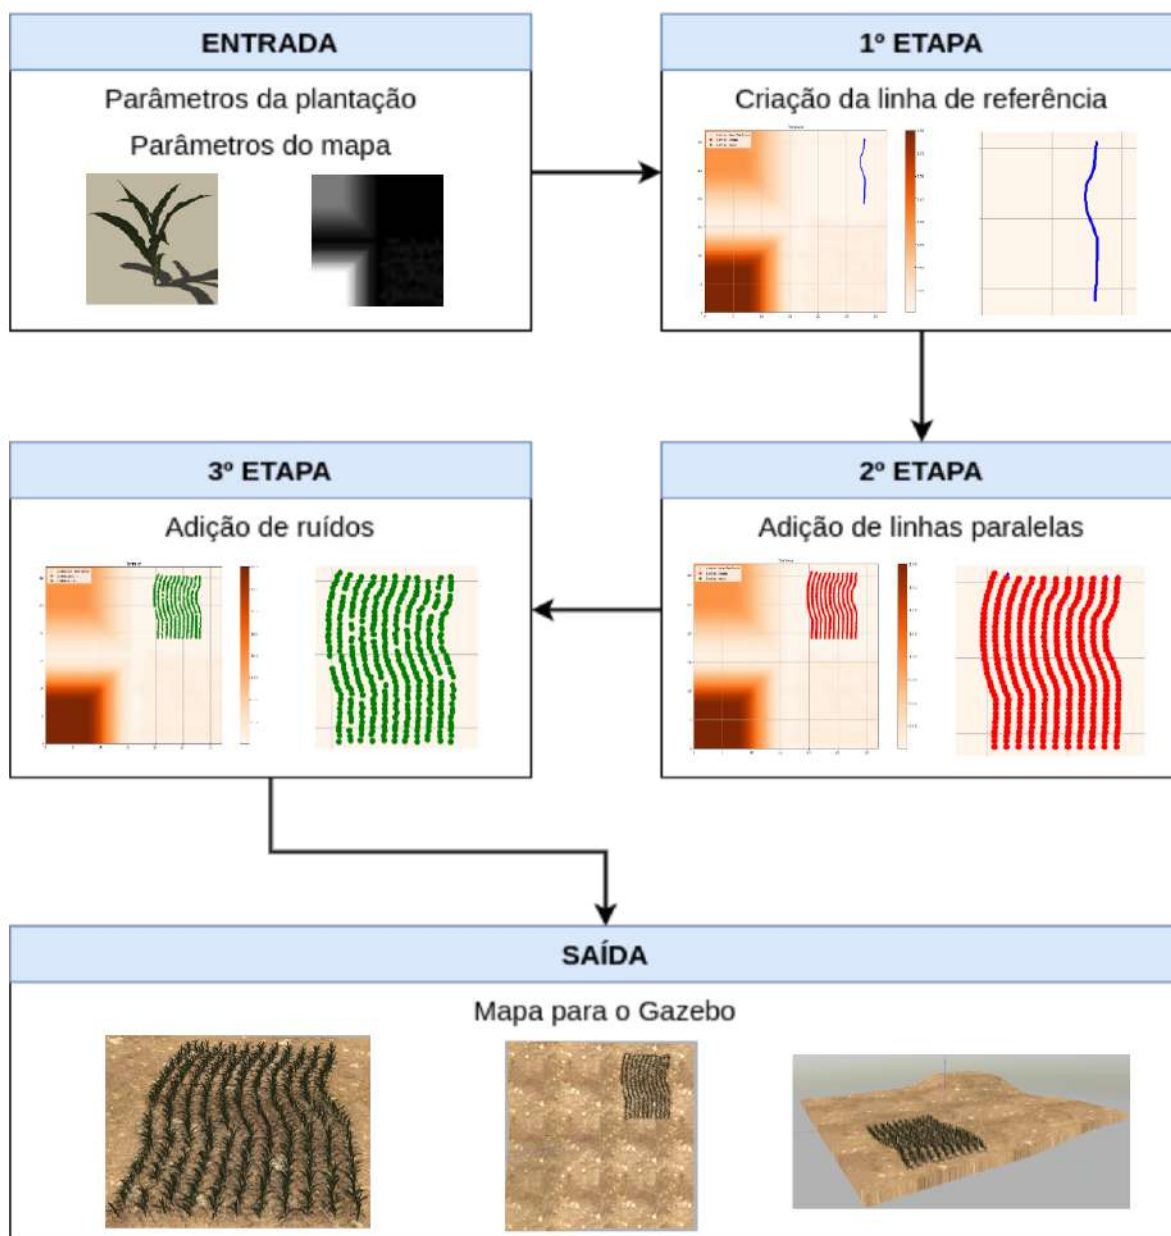 ENTRADA
Parâmetros da plantação
Parâmetros do mapa
1º ETAPA
Criação da linha de referência
2º ETAPA
Adição de linhas paralelas
3º ETAPA
Adição de ruídos
SAÍDA
Mapa para o Gazebo